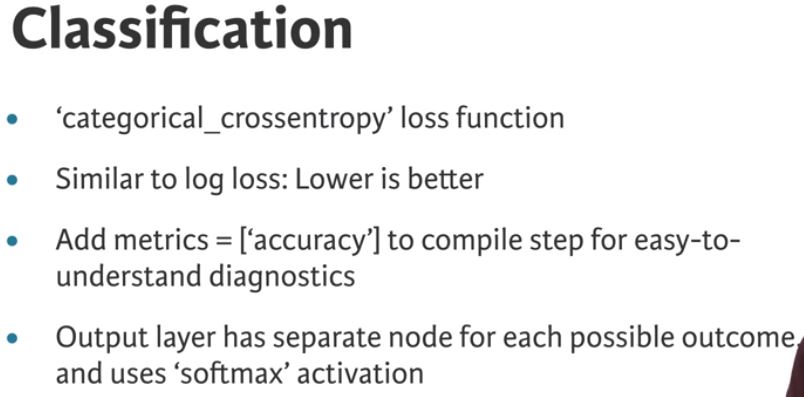 Classification
• ‘categorical_crossentropy’ loss function
• Similar to log loss: Lower is better
• Add metrics = [‘accuracy’] to compile step for easy-to-
understand diagnostics
• Output layer has separate node for each possible outcome,
and uses ‘softmax’ activation